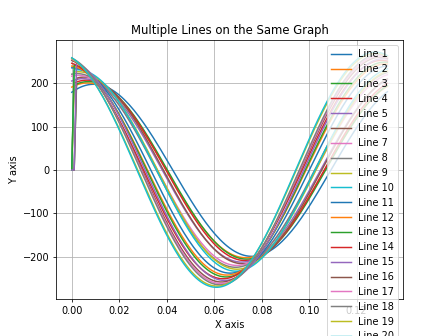 Multiple Lines on the Same Graph
Y axis
200
100
0
−100
−200
0.00
0.02
0.04
0.06
0.08
0.10
X axis
Line 1
Line 2
Line 3
Line 4
Line 5
Line 6
Line 7
Line 8
Line 9
Line 10
Line 11
Line 12
Line 13
Line 14
Line 15
Line 16
Line 17
Line 18
Line 19